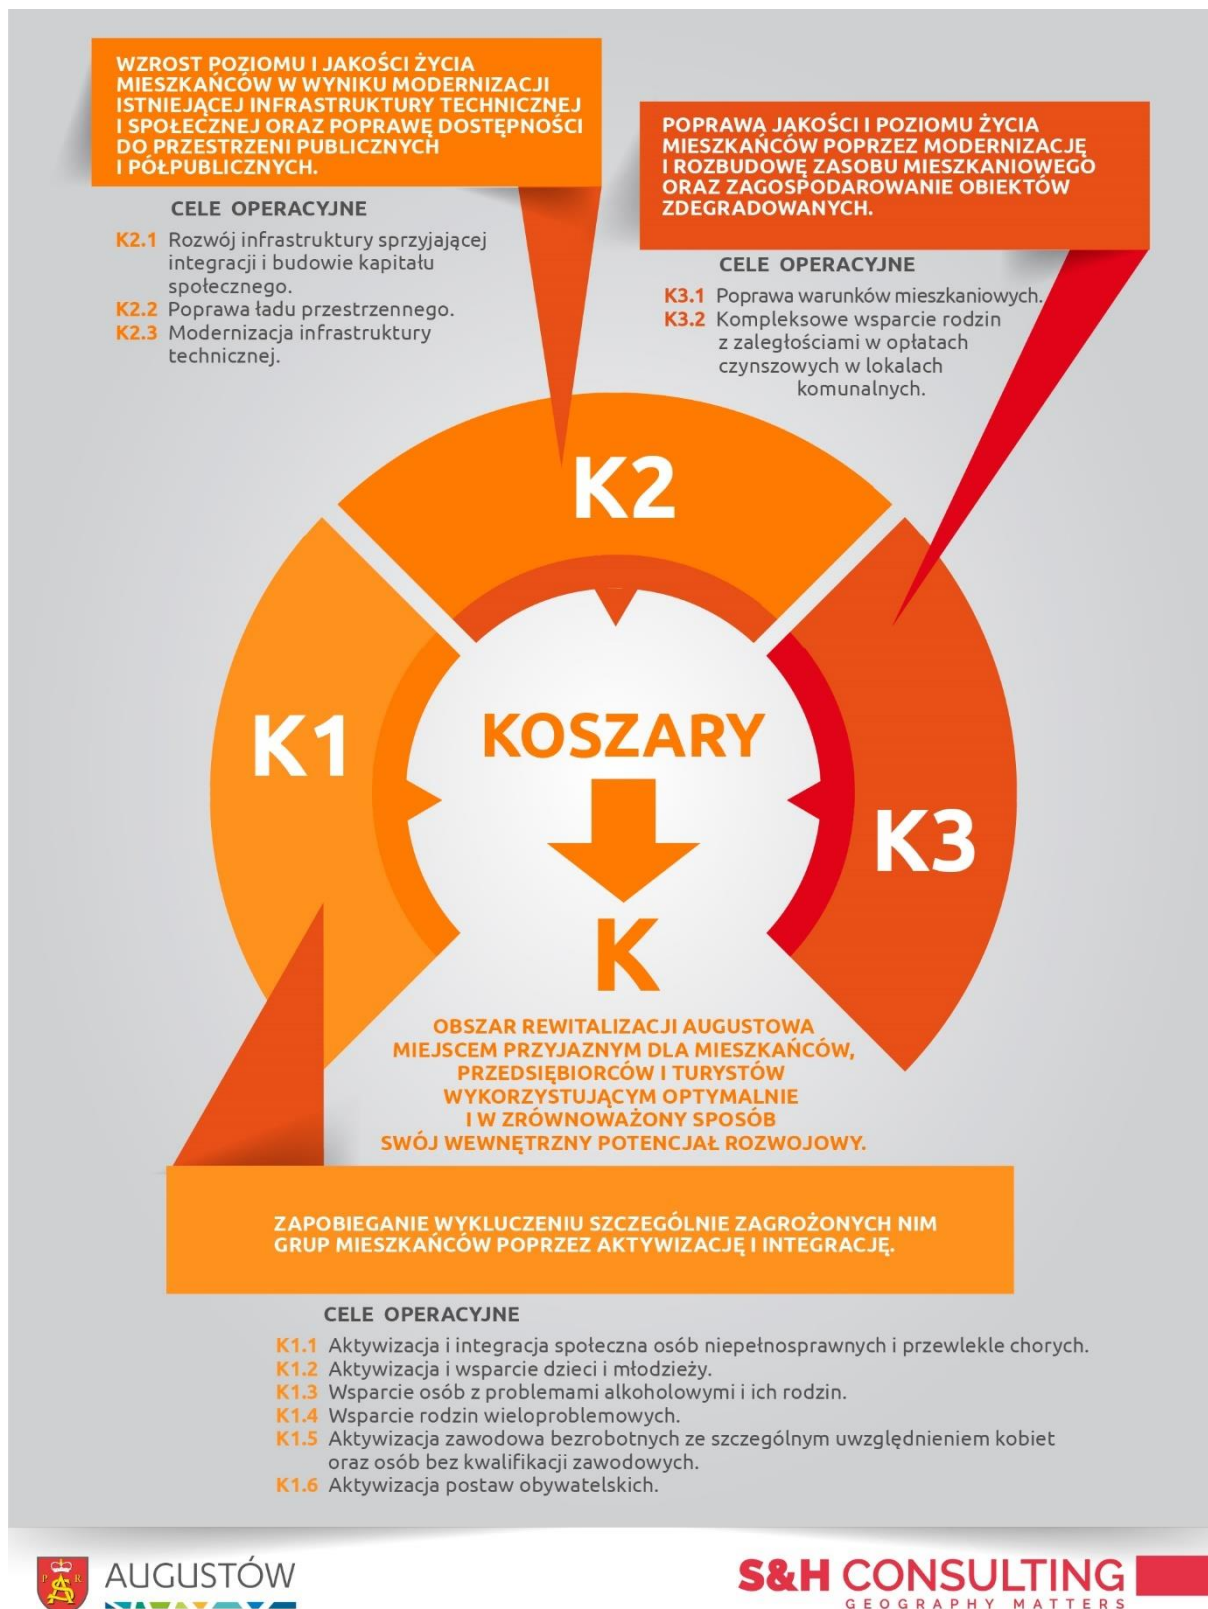 WZROST POZIOMU I JAKOŚCI ŻYCIA
MIESZKAŃCÓW W WYNIKU MODERNIZACJI
ISTNIEJĄCEJ INFRASTRUKTURY TECHNICZNEJ
I SPOŁECZNEJ ORAZ POPRAWĘ DOSTĘPNOŚCI
DO PRZESTRZENI PUBLICZNYCH
I PÓŁPUBLICZNYCH.
CELE OPERACYJNE
K2.1 Rozwój infrastruktury sprzyjającej
integracji i budowie kapitału
społecznego.
K2.2 Poprawa ładu przestrzennego.
K2.3 Modernizacja infrastruktury
technicznej.
POPRAWA JAKOŚCI I POZIOMU ŻYCIA
MIESZKAŃCÓW POPRZEZ MODERNIZACJĘ
I ROZBUDOWĘ ZASOBU MIESZKANIOWEGO
ORAZ ZAGOSPODAROWANIE OBIEKTÓW
ZDEGRADOWANYCH.
CELE OPERACYJNE
K3.1 Poprawa warunków mieszkaniowych.
K3.2 Kompleksowe wsparcie rodzin
z zaległościami w opłatach
czynszowych w lokalach
komunalnych.
K2
K1
KOSZARY
K3
K
OBSZAR REWITALIZACJI AUGUSTOWA
MIEJSCEM PRZYJAZNYM DLA MIESZKAŃCÓW,
PRZEDSIĘBIORCÓW I TURYSTÓW
WYKORZYSTUJĄCYM OPTYMALNIE
I W ZRÓWNOWAŻONY SPOSÓB
SWÓJ WEWNĘTRZNY POTENCJAŁ ROZWOJOWY.
ZAPOBIEGANIE WYKLUCZENIU SZCZEGÓLNIE ZAGROŻONYCH NIM
GRUP MIESZKAŃCÓW POPRZEZ AKTYWIZACJĘ I INTEGRACJĘ.
CELE OPERACYJNE
K1.1 Aktywizacja i integracja społeczna osób niepełnosprawnych i przewlekle chorych.
K1.2 Aktywizacja i wsparcie dzieci i młodzieży.
K1.3 Wsparcie osób z problemami alkoholowymi i ich rodzin.
K1.4 Wsparcie rodzin wieloproblemowych.
K1.5 Aktywizacja zawodowa bezrobotnych ze szczególnym uwzględnieniem kobiet
oraz osób bez kwalifikacji zawodowych.
K1.6 Aktywizacja postaw obywatelskich.
P R
AUGUSTÓW
S&H CONSULTING
GEOGRAPHY MATTERS